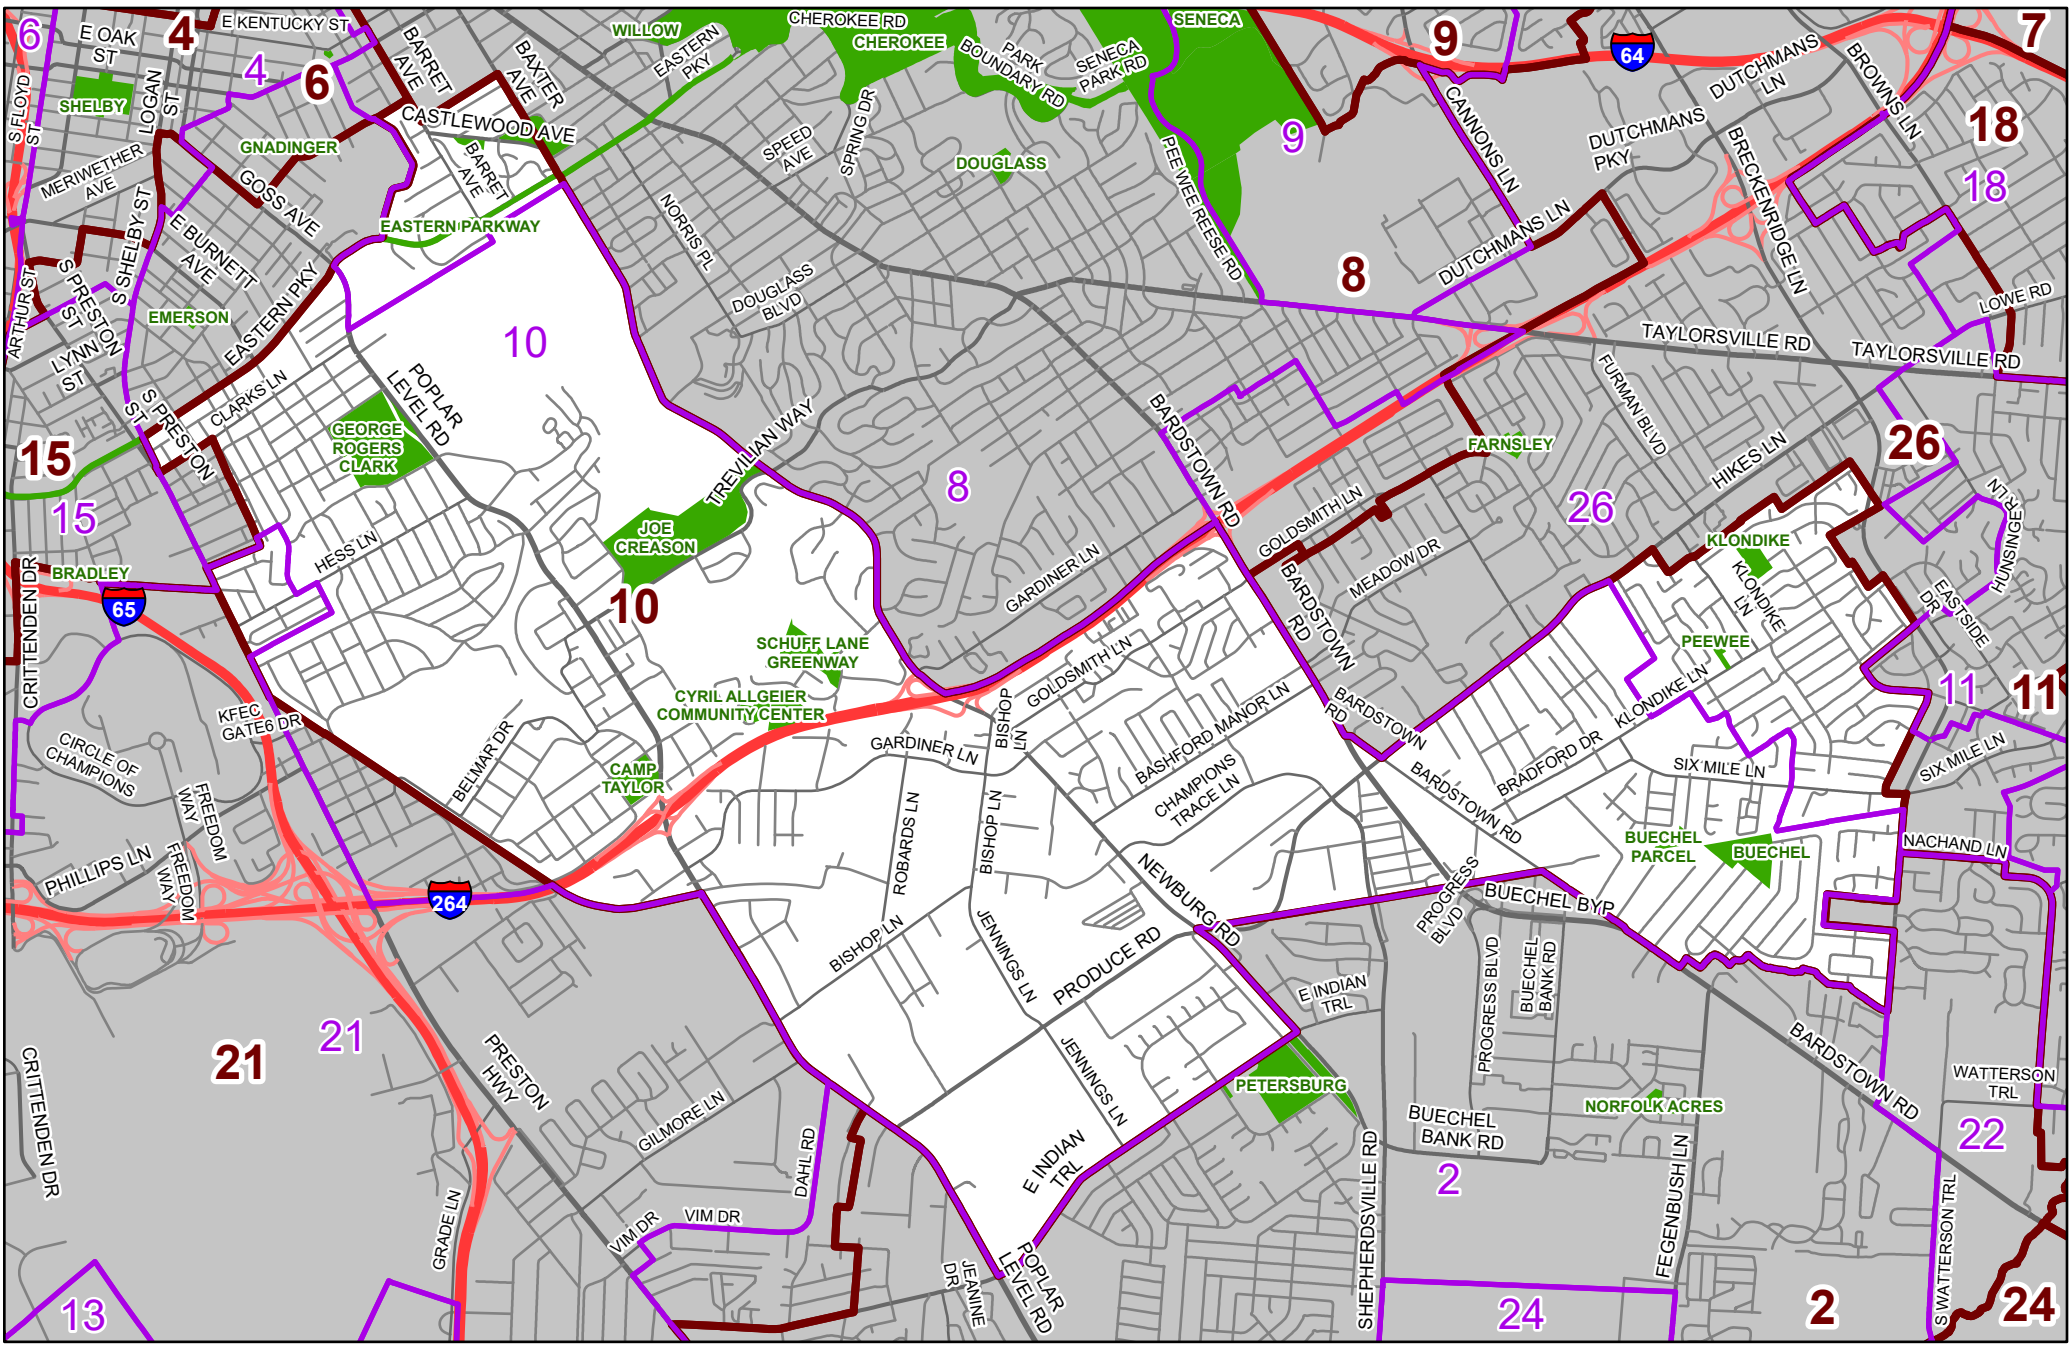 6
E OAK
ST
4
E KENTUCKY ST
4
6
BARRET
AVE
BAXTER
AVE
WILLOW
EASTERN
PKY
CHEROKEE RD
CHEROKEE
PARK
BOUNDARY RD
SENECA
PARK RD
SENECA
9
64
DUTCHMANS
LN
BROWNS LN
7
S FLOYD
ST
SHELBY
LOGAN
ST
GNADINGER
CASTLEWOOD AVE
BARRET
AVE
SPEED
AVE
SPRING DR
DOUGLASS
PEE WEE REESE RD
9
CANNONS LN
DUTCHMANS
PKY
BRECKENRIDGE LN
18
18
MERIWETHER
AVE
GOSS AVE
S SHELBY ST
E BURNETT
AVE
EASTERN PARKWAY
NORRIS PL
DUTCHMANS LN
8
LOWE RD
ARTHUR ST
S PRESTON
ST
EMERSON
EASTERN PKY
DOUGLASS
BLVD
10
LYNN
ST
TAYLORSVILLE RD
TAYLORSVILLE RD
S PRESTON
ST
CLARKS LN
POPLAR
LEVEL RD
GEORGE
ROGERS
CLARK
TREVILIAN WAY
BARDSTOWN RD
FURMAN BLVD
FARNSLEY
HIKES LN
26
15
15
8
26
JOE
CREASON
GOLDSMITH LN
HUNSINGER LN
HESS LN
GARDINER LN
MEADOW DR
KLONDIKE
KLONDIKE
LN
BRADLEY
65
CRITTENDEN DR
10
BARDSTOWN
RD
EASTSIDE
DR
SCHUFF LANE
GREENWAY
PEEWEE
CYRIL ALLGEIER
COMMUNITY CENTER
GOLDSMITH LN
BISHOP
LN
KLONDIKE LN
11
11
KFEC
GATE6 DR
BASHFORD MANOR LN
BARDSTOWN
RD
CIRCLE OF
CHAMPIONS
BELMAR DR
GARDINER LN
BRADFORD DR
SIX MILE LN
SIX MILE LN
CAMP
TAYLOR
CHAMPIONS
TRACE LN
BARDSTOWN RD
FREEDOM
WAY
ROBARDS LN
BISHOP LN
BUECHEL
PARCEL
BUECHEL
NACHAND LN
PHILLIPS LN
FREEDOM
WAY
264
NEWBURG RD
PROGRESS
BLVD
BUECHEL BYP
BISHOP LN
JENNINGS LN
PRODUCE RD
E INDIAN
TRL
PROGRESS BLVD
BUECHEL
BANK RD
21
21
CRITTENDEN DR
PRESTON
HWY
GILMORE LN
JENNINGS LN
PETERSBURG
BUECHEL
BANK RD
NORFOLK ACRES
BARDSTOWN RD
WATTERSON
TRL
22
DAHL RD
E INDIAN
TRL
2
GRADE LN
VIM DR
VIM DR
SHEPHERDSVILLE RD
FEGENBUSH LN
S WATTERSON TRL
13
JEANINE
DR
POPLAR
LEVEL RD
24
2
24